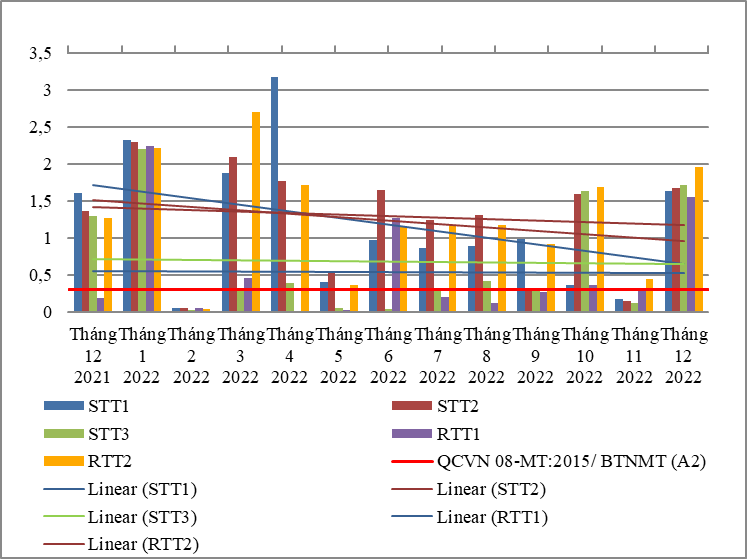 3,5
3
2,5
2
1,5
1
0,5
0
Tháng Tháng Tháng Tháng Tháng Tháng Tháng Tháng Tháng Tháng Tháng Tháng Tháng
12 1 2 3 4 5 6 7 8 9 10 11 12
2021 2022 2022 2022 2022 2022 2022 2022 2022 2022 2022 2022 2022
STT1 STT2
STT3 RTT1
RTT2 QCVN 08-MT:2015/ BTNMT (A2)
Linear (STT1) Linear (STT2)
Linear (STT3) Linear (RTT1)
Linear (RTT2)